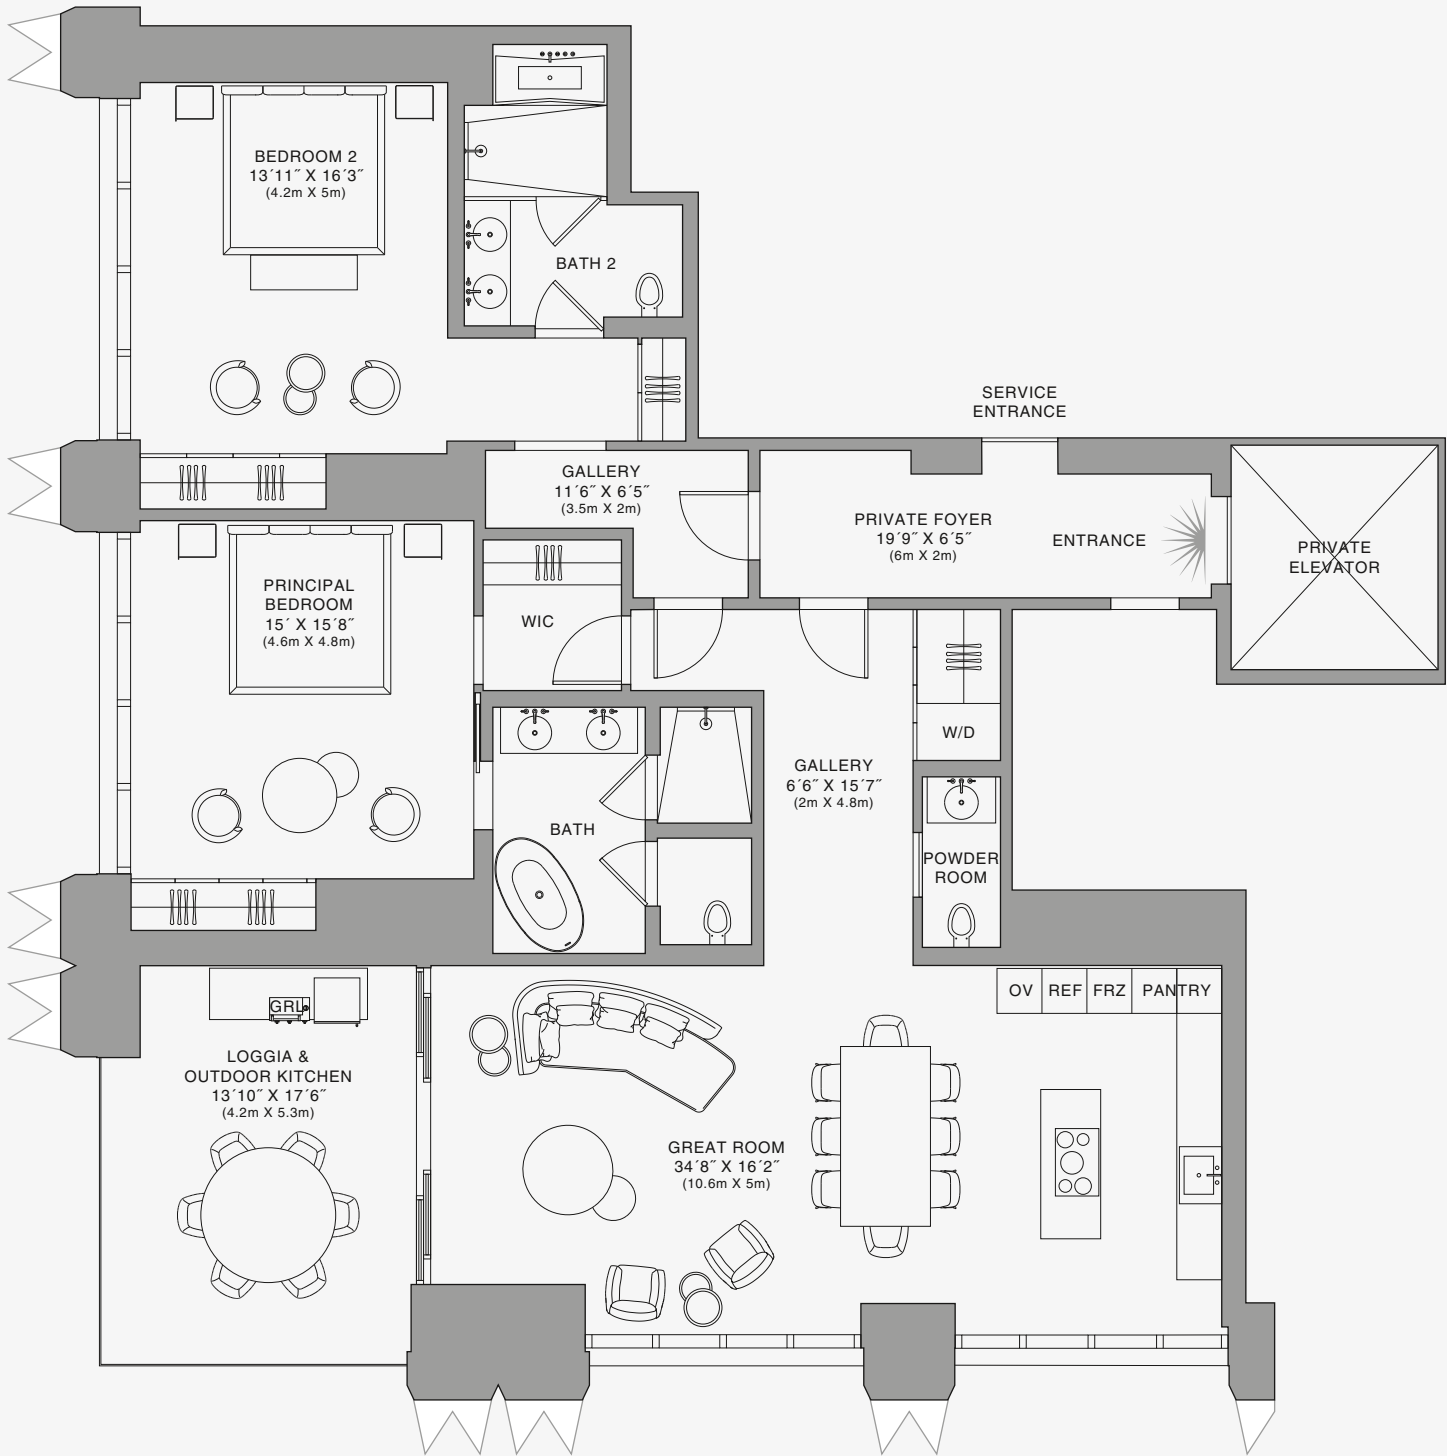 BEDROOM 2
13´11˝ X 16´3˝
(4.2m X 5m)
BATH 2
SERVICE
ENTRANCE
GALLERY
11´6˝ X 6´5˝
(3.5m X 2m)
PRIVATE FOYER
19´9˝ X 6´5˝
(6m X 2m)
ENTRANCE
PRIVATE
ELEVATOR
PRINCIPAL
BEDROOM
15´ X 15´8˝
(4.6m X 4.8m)
WIC
W/D
GALLERY
6´6˝ X 15´7˝
(2m X 4.8m)
BATH
POWDER
ROOM
OV
REF
FRZ
PANTRY
GRL
LOGGIA &
OUTDOOR KITCHEN
13´10˝ X 17´6˝
(4.2m X 5.3m)
GREAT ROOM
34´8˝ X 16´2˝
(10.6m X 5m)